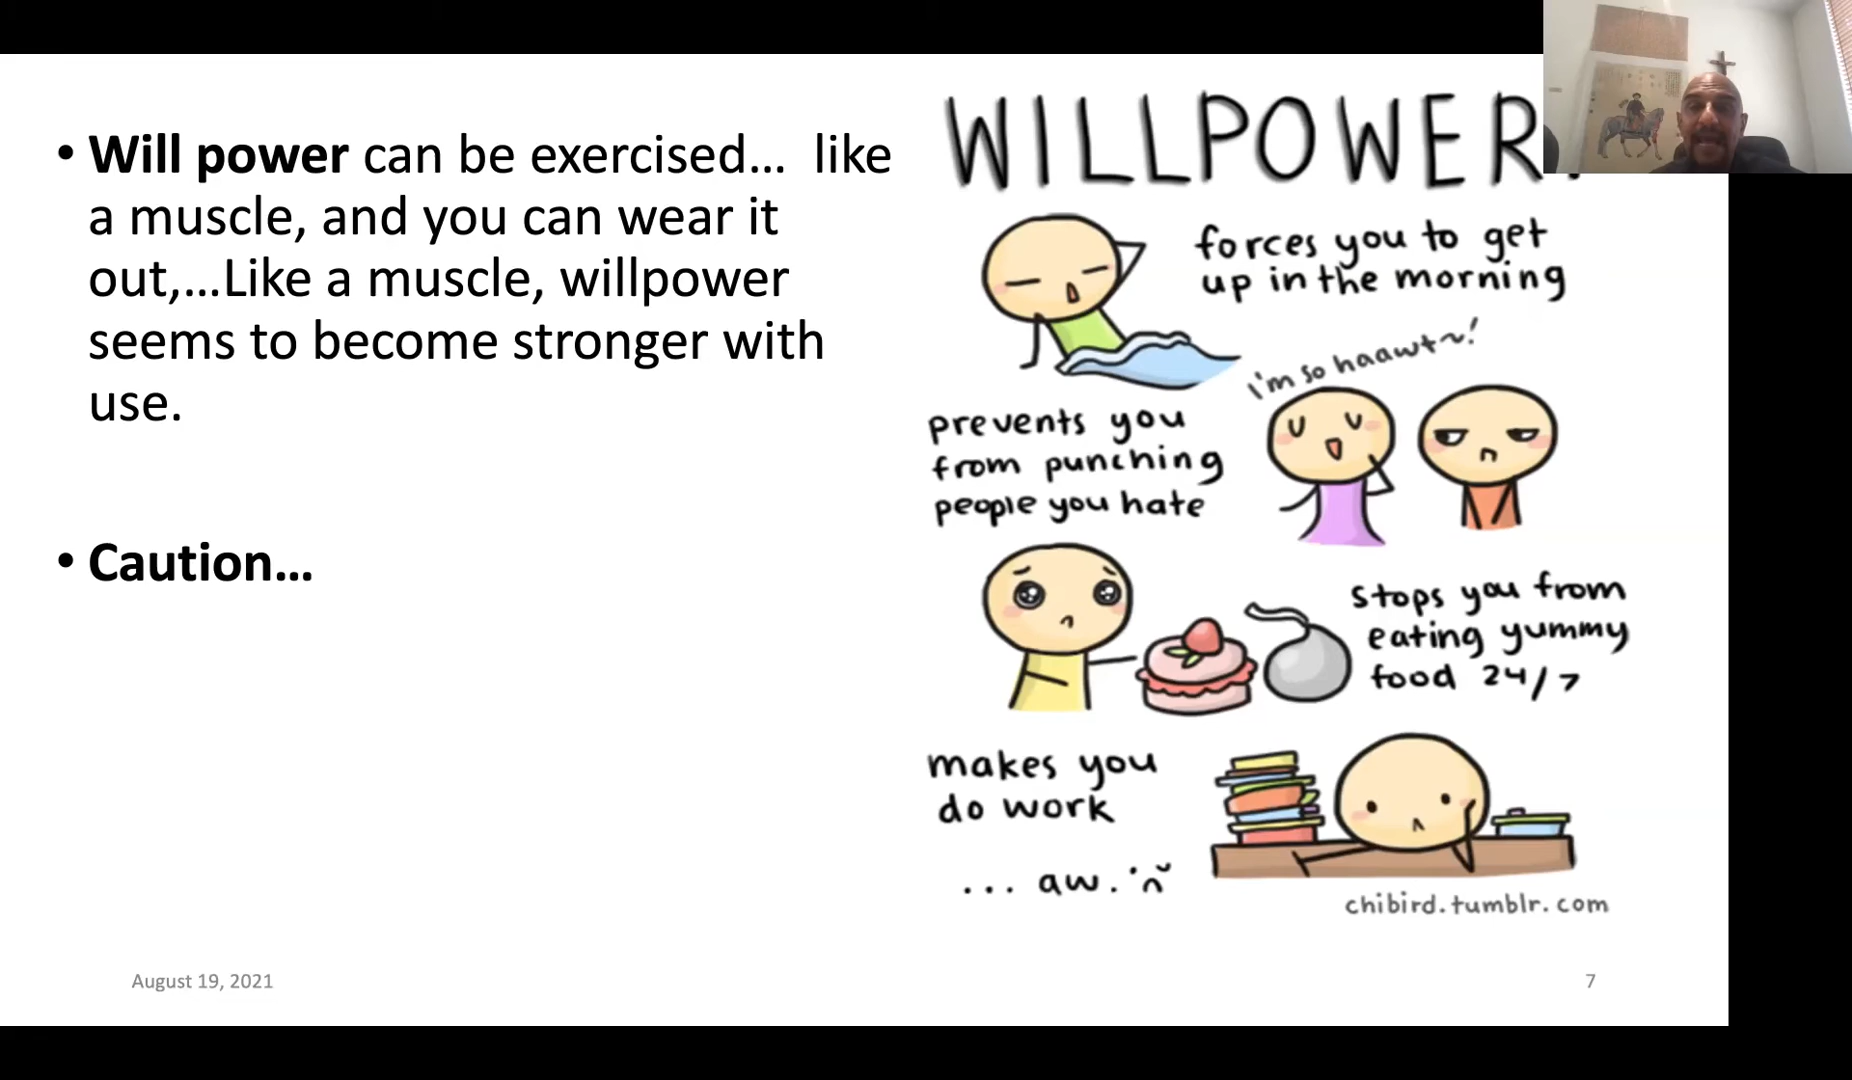 • Will power can be exercised… like
a muscle, and you can wear it
out,…Like a muscle, willpower
seems to become stronger with
use.
• Caution…
WILLPOWER
forces you to get
up in the morning
i'm so haawt~!
prevents you
from punching
people you hate
stops you from
eating yummy
food 24/7
makes you
do work
... aw.
chibird.tumblr.com
August 19, 2021
7